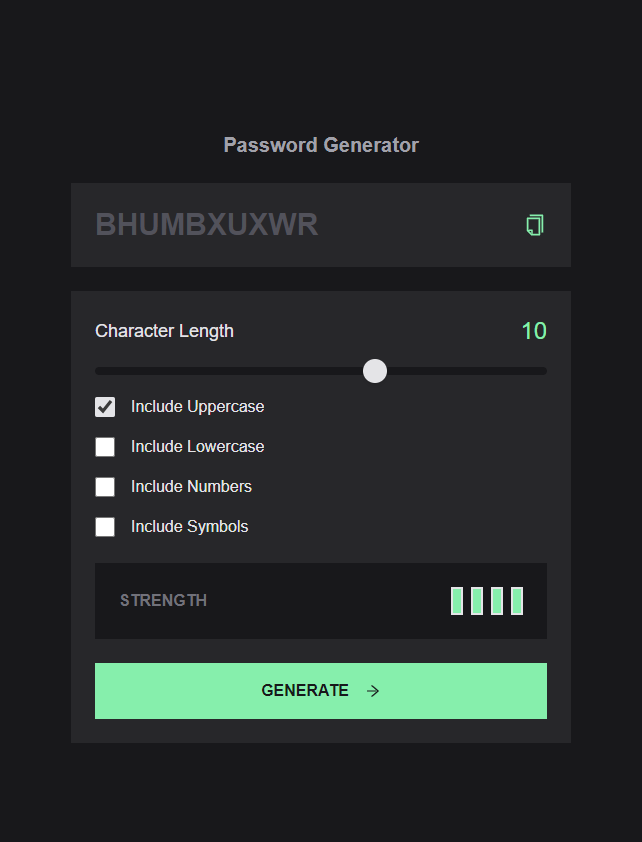 Password Generator
BHUMBXUXWR
Character Length 10
Include Uppercase
Include Lowercase
Include Numbers
Include Symbols
STRENGTH
GENERATE →